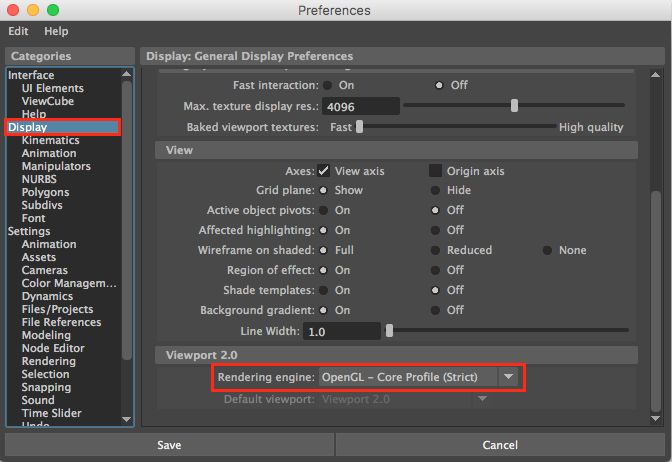 Preferences
Edit Help
Categories
Interface
UI Elements
ViewCube
Help
Display
Kinematics
Animation
Manipulators
NURBS
Polygons
Subdivs
Font
Settings
Animation
Assets
Cameras
Color Managem...
Dynamics
Files/Projects
File References
Modeling
Node Editor
Rendering
Selection
Snapping
Sound
Time Slider
Undo
Display: General Display Preferences
Fast interaction: On Off
Max. texture display res.: 4096
Baked viewport textures: Fast High quality
View
Axes: View axis Origin axis
Grid plane: Show Hide
Active object pivots: On Off
Affected highlighting: On Off
Wireframe on shaded: Full Reduced None
Region of effect: On Off
Shade templates: On Off
Background gradient: On Off
Line Width: 1.0
Viewport 2.0
Rendering engine: OpenGL - Core Profile (Strict)
Default viewport: Viewport 2.0
Save Cancel